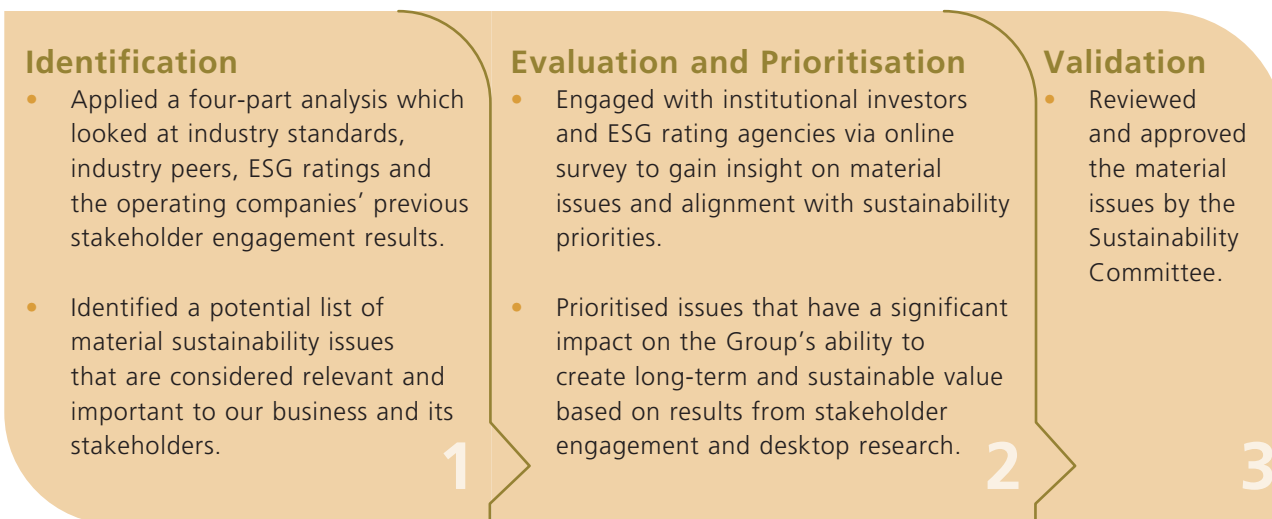 Identification
• Applied a four-part analysis which
looked at industry standards,
industry peers, ESG ratings and
the operating companies’ previous
stakeholder engagement results.
• Identified a potential list of
material sustainability issues
that are considered relevant and
important to our business and its
stakeholders.
1
Evaluation and Prioritisation
• Engaged with institutional investors
and ESG rating agencies via online
survey to gain insight on material
issues and alignment with sustainability
priorities.
• Prioritised issues that have a significant
impact on the Group’s ability to
create long-term and sustainable value
based on results from stakeholder
engagement and desktop research.
2
Validation
• Reviewed
and approved
the material
issues by the
Sustainability
Committee.
3